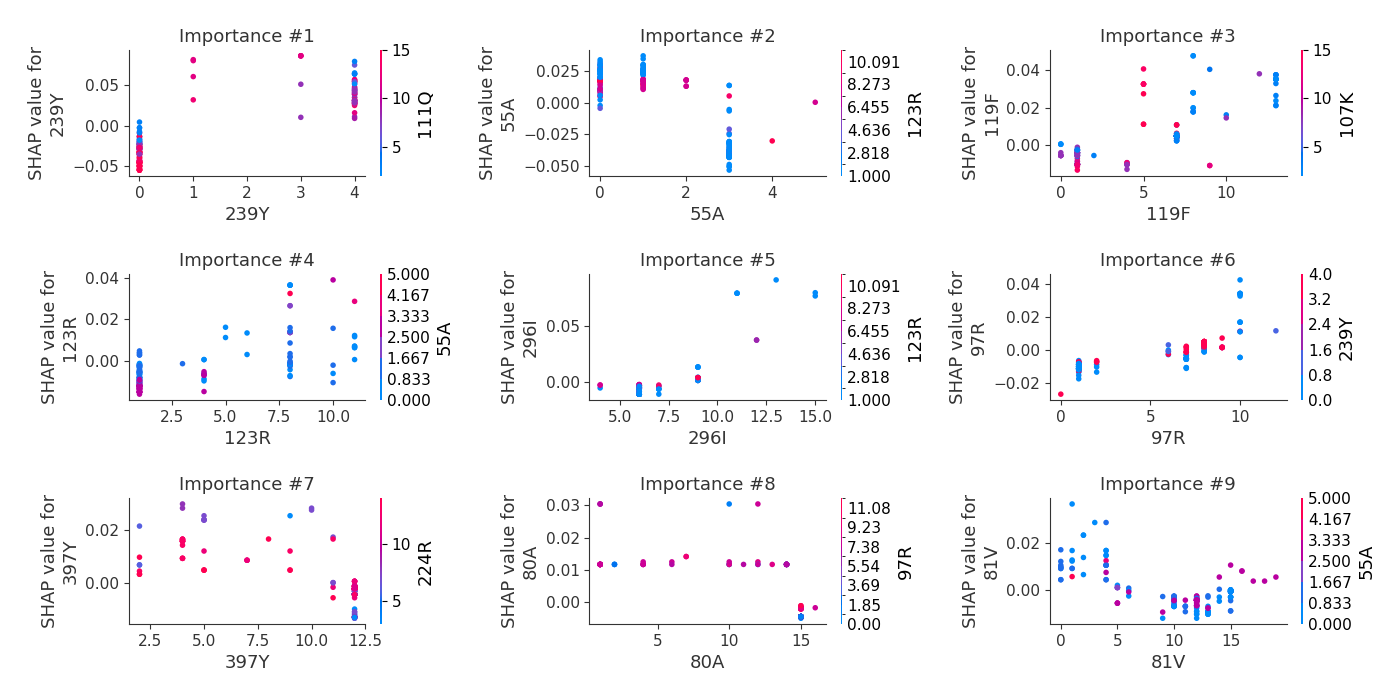 Importance #1
SHAP value for
239Y
0.05
0.00
−0.05
0
1
2
3
4
239Y
15
10
5
111Q
Importance #2
SHAP value for
55A
0.025
0.000
−0.025
−0.050
0
2
4
55A
10.091
8.273
6.455
4.636
2.818
1.000
123R
Importance #3
SHAP value for
119F
0.04
0.02
0.00
0
5
10
119F
15
10
5
107K
Importance #4
SHAP value for
123R
0.04
0.02
0.00
2.5
5.0
7.5
10.0
123R
5.000
4.167
3.333
2.500
1.667
0.833
0.000
55A
Importance #5
SHAP value for
296I
0.05
0.00
5.0
7.5
10.0
12.5
15.0
296I
10.091
8.273
6.455
4.636
2.818
1.000
123R
Importance #6
SHAP value for
97R
0.04
0.02
0.00
−0.02
0
5
10
97R
4.0
3.2
2.4
1.6
0.8
0.0
239Y
Importance #7
SHAP value for
397Y
0.02
0.00
2.5
5.0
7.5
10.0
12.5
397Y
10
5
224R
Importance #8
SHAP value for
80A
0.03
0.02
0.01
0.00
5
10
15
80A
11.08
9.23
7.38
5.54
3.69
1.85
0.00
97R
Importance #9
SHAP value for
81V
0.02
0.00
0
5
10
15
81V
5.000
4.167
3.333
2.500
1.667
0.833
0.000
55A